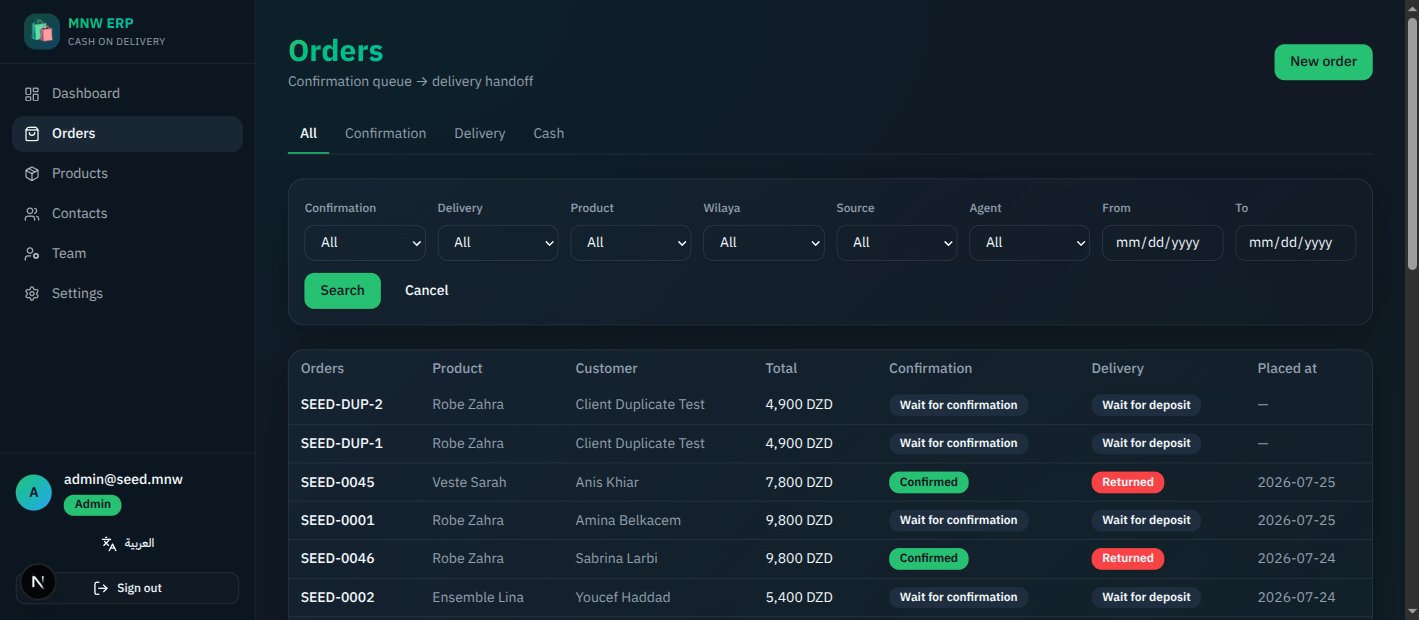 MNW ERP
CASH ON DELIVERY
Dashboard
Orders
Products
Contacts
Team
Settings
A
admin@seed.mnw
Admin
العربية
N
Sign out
Orders
Confirmation queue → delivery handoff
New order
All Confirmation Delivery Cash
Confirmation Delivery Product Wilaya Source Agent From To
All All All All All All mm/dd/yyyy mm/dd/yyyy
Search Cancel
Orders Product Customer Total Confirmation Delivery Placed at
SEED-DUP-2 Robe Zahra Client Duplicate Test 4,900 DZD Wait for confirmation Wait for deposit —
SEED-DUP-1 Robe Zahra Client Duplicate Test 4,900 DZD Wait for confirmation Wait for deposit —
SEED-0045 Veste Sarah Anis Khiar 7,800 DZD Confirmed Returned 2026-07-25
SEED-0001 Robe Zahra Amina Belkacem 9,800 DZD Wait for confirmation Wait for deposit 2026-07-25
SEED-0046 Robe Zahra Sabrina Larbi 9,800 DZD Confirmed Returned 2026-07-24
SEED-0002 Ensemble Lina Youcef Haddad 5,400 DZD Wait for confirmation Wait for deposit 2026-07-24